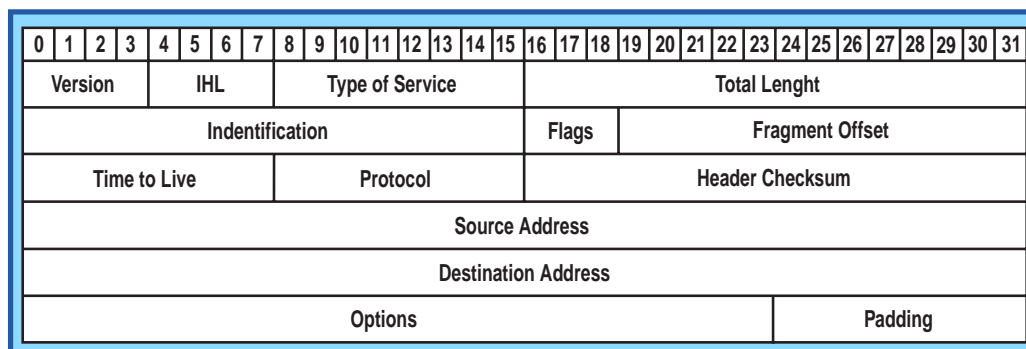 0 1 2 3 4 5 6 7 8 9 10 11 12 13 14 15 16 17 18 19 20 21 22 23 24 25 26 27 28 29 30 31
Version IHL Type of Service Total Lenght
Indentification Flags Fragment Offset
Time to Live Protocol Header Checksum
Source Address
Destination Address
Options Padding